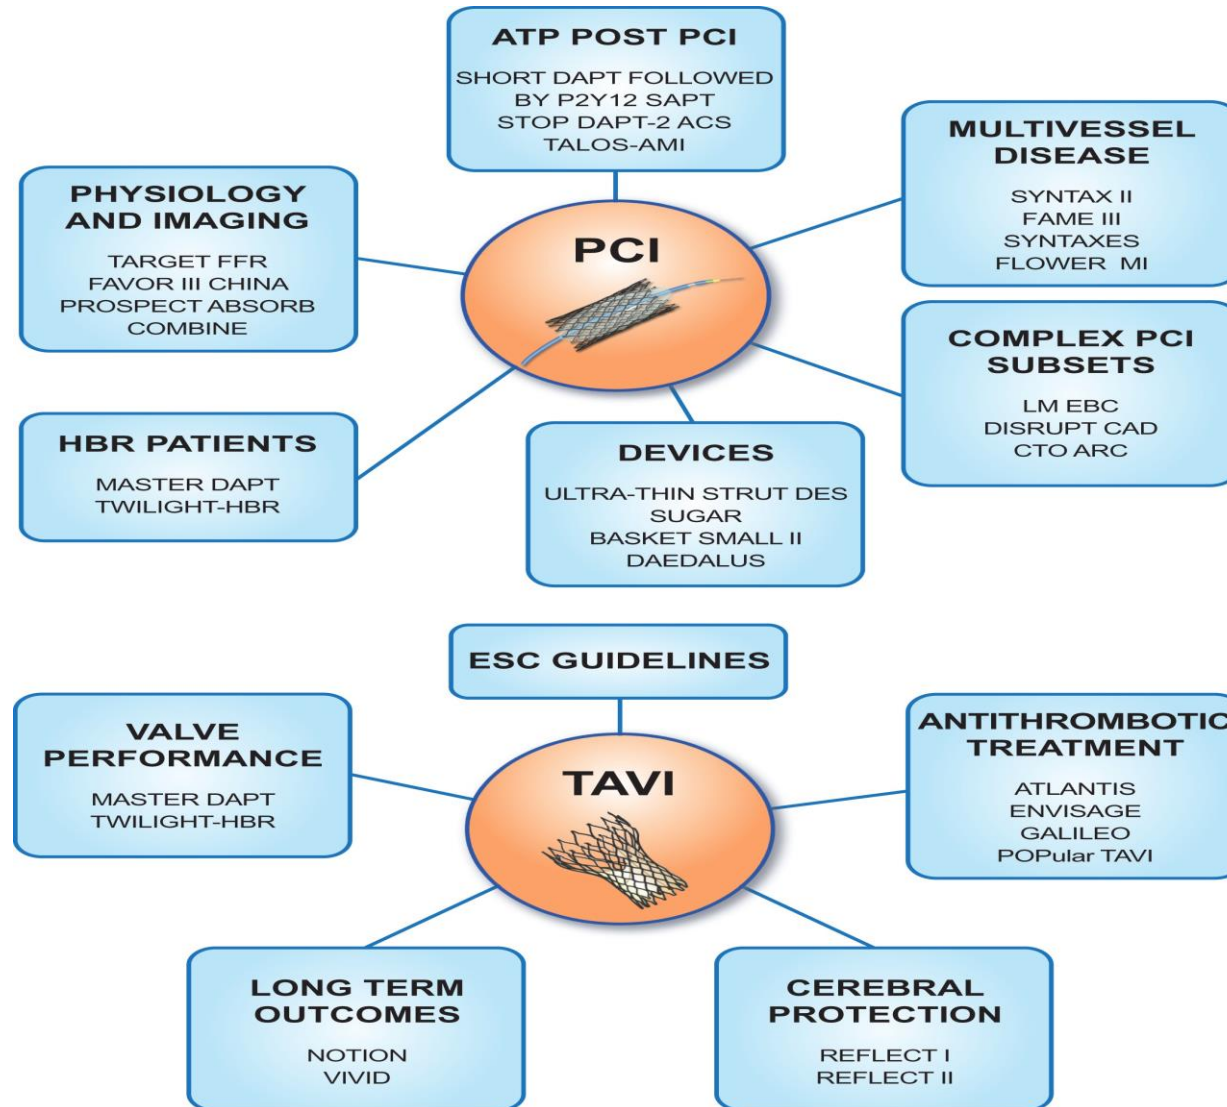 ATP POST PCI
SHORT DAPT FOLLOWED
BY P2Y12 SAPT
STOP DAPT-2 ACS
TALOS-AMI
PHYSIOLOGY
AND IMAGING
TARGET FFR
FAVOR III CHINA
PROSPECT ABSORB
COMBINE
PCI
MULTIVESSEL
DISEASE
SYNTAX II
FAME III
SYNTAXES
FLOWER MI
COMPLEX PCI
SUBSETS
LM EBC
DISRUPT CAD
CTO ARC
HBR PATIENTS
MASTER DAPT
TWILIGHT-HBR
DEVICES
ULTRA-THIN STRUT DES
SUGAR
BASKET SMALL II
DAEDALUS
ESC GUIDELINES
VALVE
PERFORMANCE
MASTER DAPT
TWILIGHT-HBR
TAVI
ANTITHROMBOTIC
TREATMENT
ATLANTIS
ENVISAGE
GALILEO
POPular TAVI
LONG TERM
OUTCOMES
NOTION
VIVID
CEREBRAL
PROTECTION
REFLECT I
REFLECT II